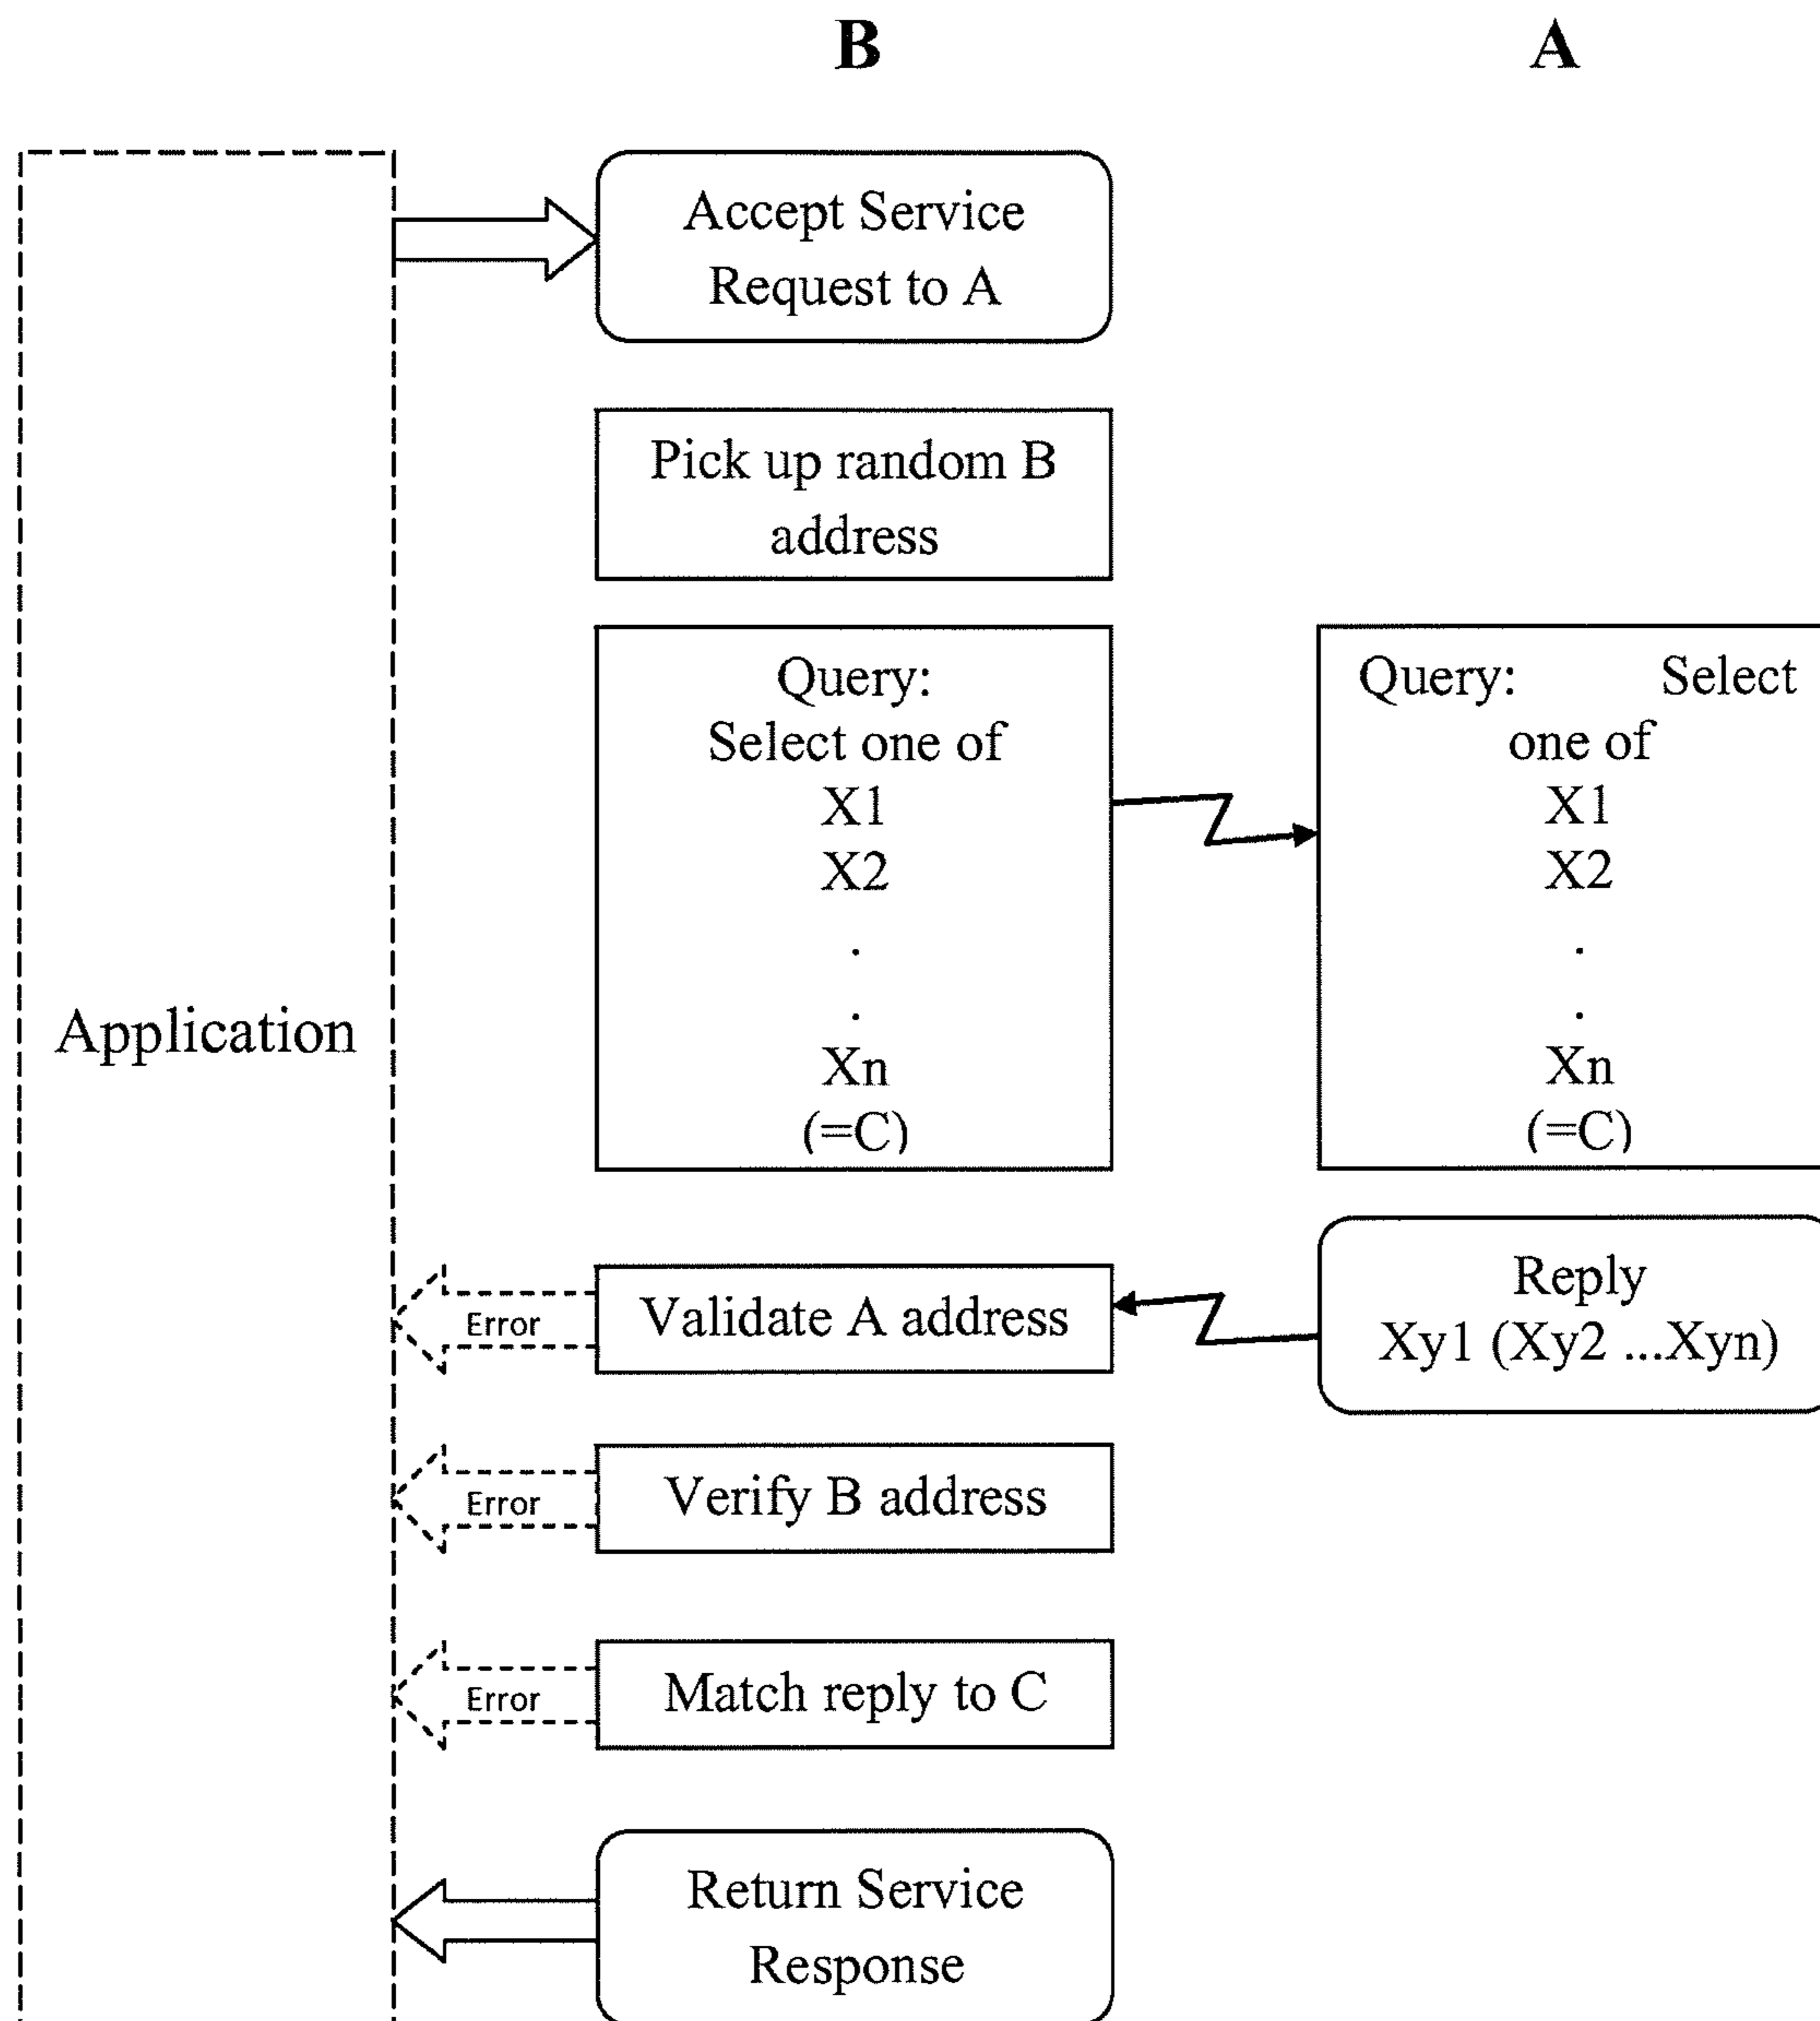 B
A
Accept Service
Request to A
Pick up random B
address
Query:
Select one of
X1
X2
.
.
Xn
(=C)
Query: Select
one of
X1
X2
.
.
Xn
(=C)
Application
Error
Validate A address
Reply
Xy1 (Xy2 ...Xyn)
Error
Verify B address
Error
Match reply to C
Return Service
Response